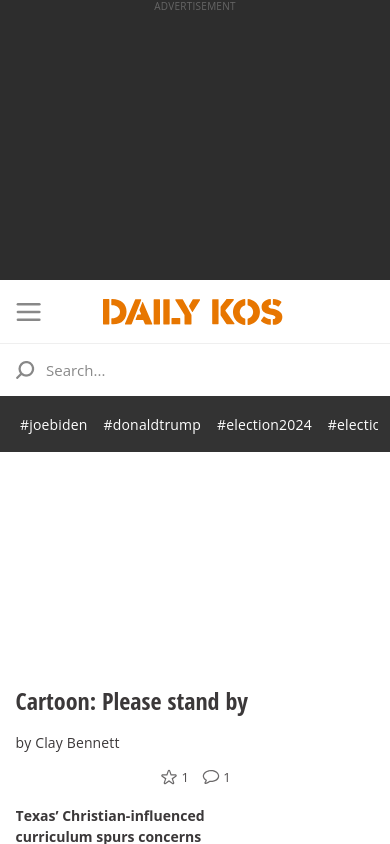 ADVERTISEMENT
DAILY KOS
Search...
#joebiden #donaldtrump #election2024 #electic
Cartoon: Please stand by
by Clay Bennett
1 1
Texas’ Christian-influenced
curriculum spurs concerns